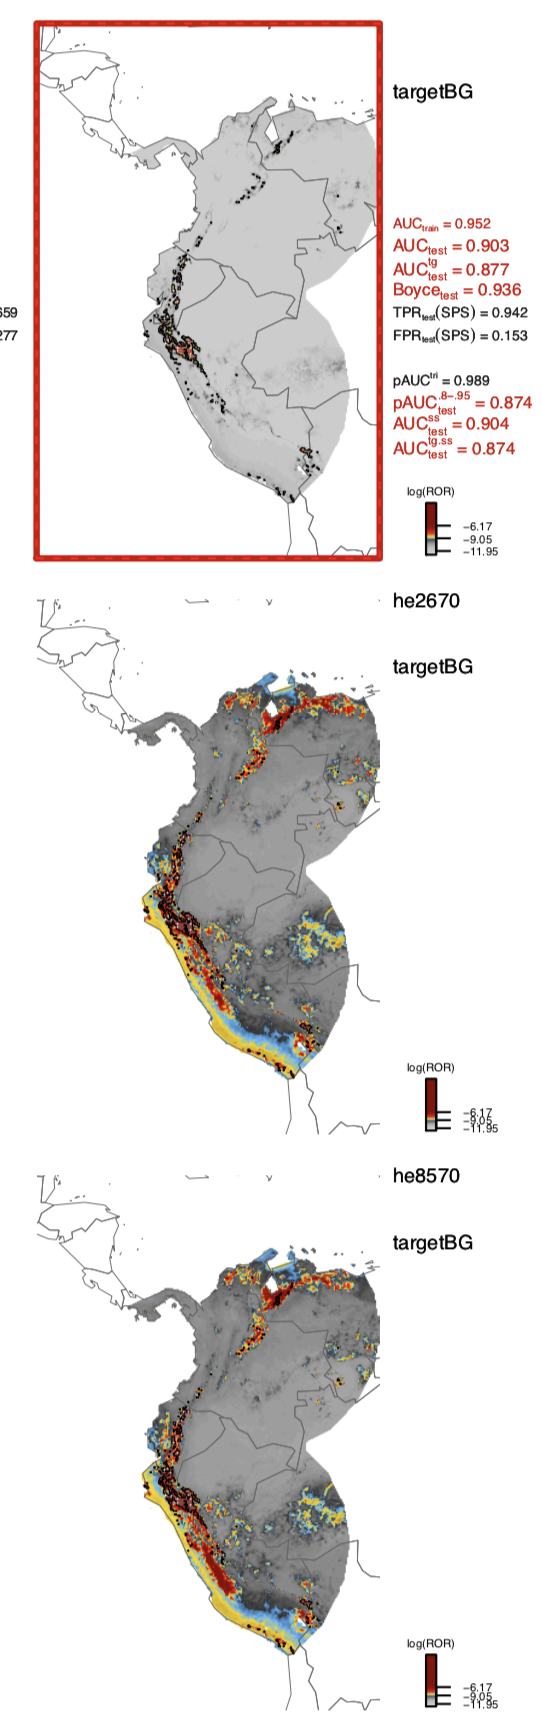 targetBG
AUCtrain = 0.952
AUCtest = 0.903
AUCtgtest = 0.877
Boycetest = 0.936
659
TPRtest(SPS) = 0.942
277
FPRtest(SPS) = 0.153
pAUCtri = 0.989
pAUC.8−.95test = 0.874
AUCsstest = 0.904
AUCtg.sstest = 0.874
log(ROR)
−6.17
−9.05
−11.95
he2670
targetBG
log(ROR)
−6.17
−9.05
−11.95
he8570
targetBG
log(ROR)
−6.17
−9.05
−11.95